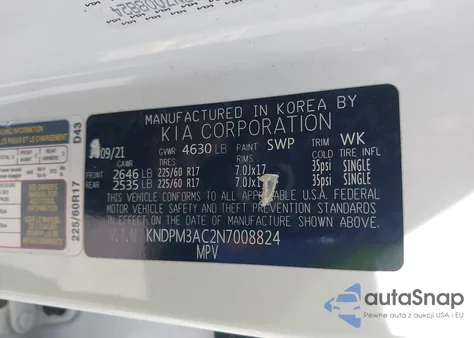 MANUFACTURED IN KOREA BY
KIA CORPORATION
09/21 GVWR 4630 LB PAINT SWP TRIM WK
GAWR TIRES RIMS COLD TIRE INFL
FRONT 2646 LB 225/60 R17 7.0Jx17 35psi SINGLE
REAR 2535 LB 225/60 R17 7.0Jx1 35psi SINGLE
THIS VEHICLE CONFORMS TO ALL APPLICABLE U.S.A. FEDERAL
MOTOR VEHICLE SAFETY AND THEFT PREVENTION STANDARDS
IN EFFECT ON THE DATE OF MANUFACTURE SHOWN ABOVE.
V.I.N KNDPM3AC2N7008824
MPV
D43
225/60R17
autoSnap
Pewne auta z aukcji USA i EU